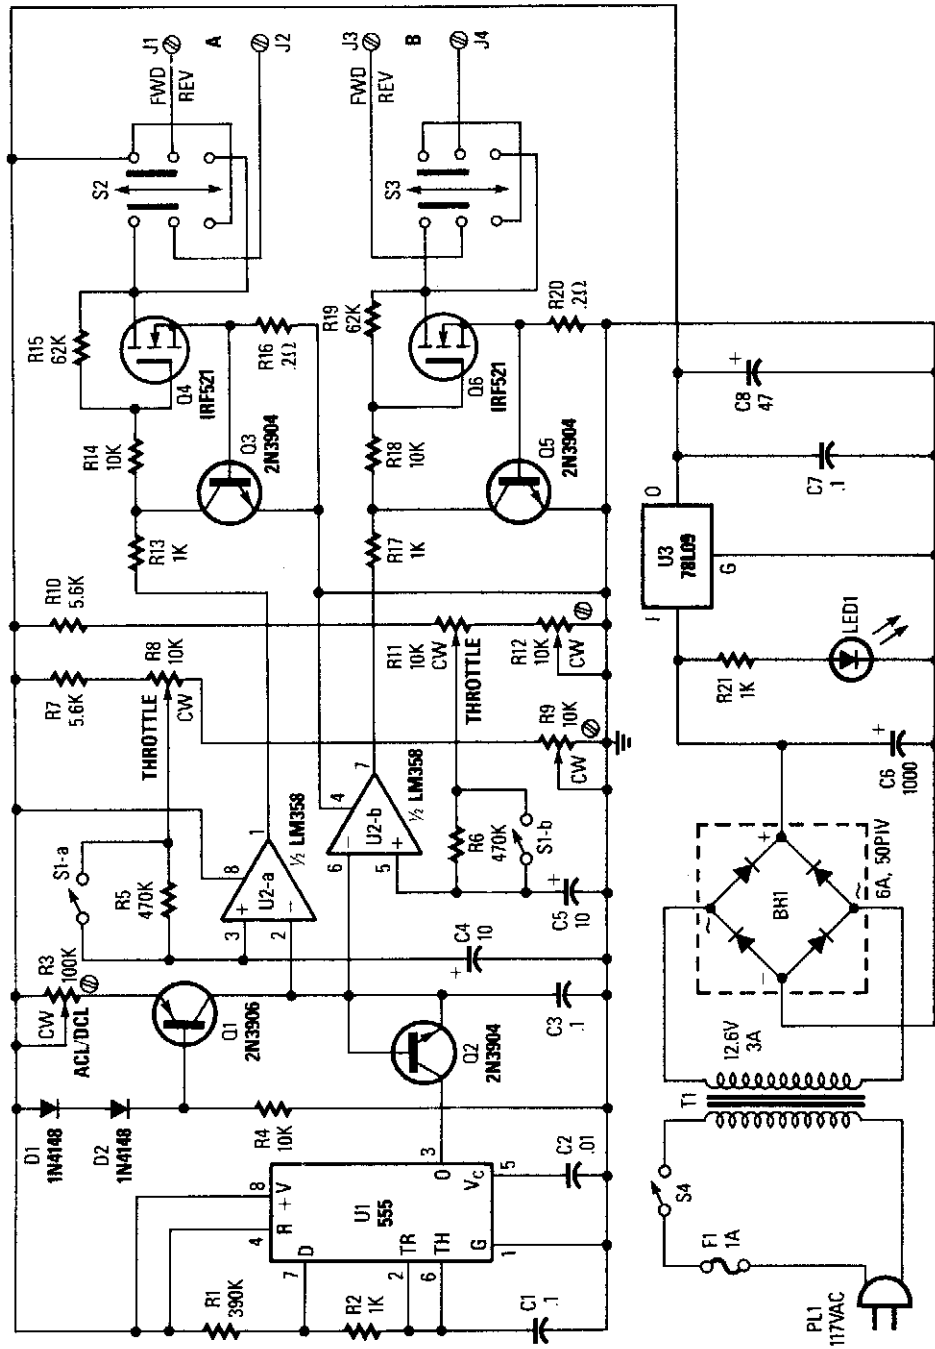 J1
A
J2
J3
B
J4
FWD
REV
FWD
REV
S2
S3
R15
62K
Q4
IRF521
R16
.2Ω
R19
62K
Q6
IRF521
R20
.2Ω
R14
10K
Q3
2N3904
R18
10K
Q5
2N3904
R13
1K
R17
1K
C8
47
+
C7
.1
I
O
U3
78L09
G
R10
5.6K
R7
5.6K
R8
10K
THROTTLE
CW
R11
10K
CW
THROTTLE
R12
10K
CW
R9
10K
CW
R21
1K
LED1
S1-a
R5
470K
8
1
3
+
2
−
U2-a
½ LM358
6
−
5
+
4
7
U2-b
½ LM358
R6
470K
S1-b
C4
10
+
C5
10
+
C6
1000
+
R3
100K
CW
ACL/DCL
Q1
2N3906
Q2
2N3904
C3
.1
BR1
6A, 50PIV
+
−
~
~
D1
1N4148
D2
1N4148
R4
10K
12.6V
3A
T1
4
8
R
+V
7
D
U1
555
3
O
2
TR
6
TH
G
1
VC
5
C2
.01
R1
390K
R2
1K
C1
.1
S4
F1
1A
PL1
117VAC